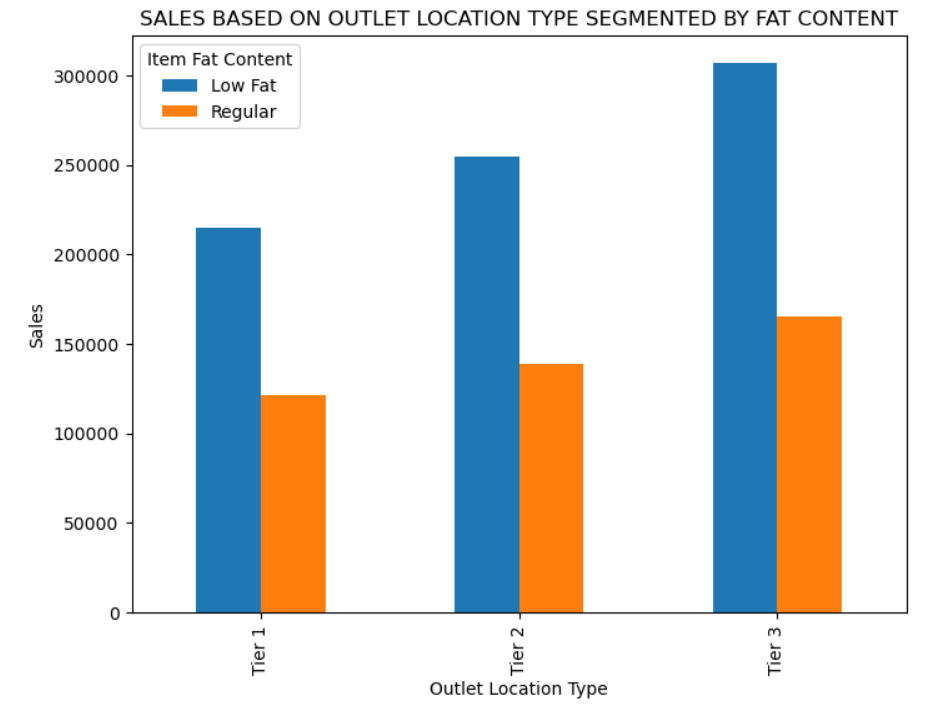 SALES BASED ON OUTLET LOCATION TYPE SEGMENTED BY FAT CONTENT
Item Fat Content
Low Fat
Regular
300000
250000
200000
150000
100000
50000
0
Sales
Tier 1
Tier 2
Tier 3
Outlet Location Type